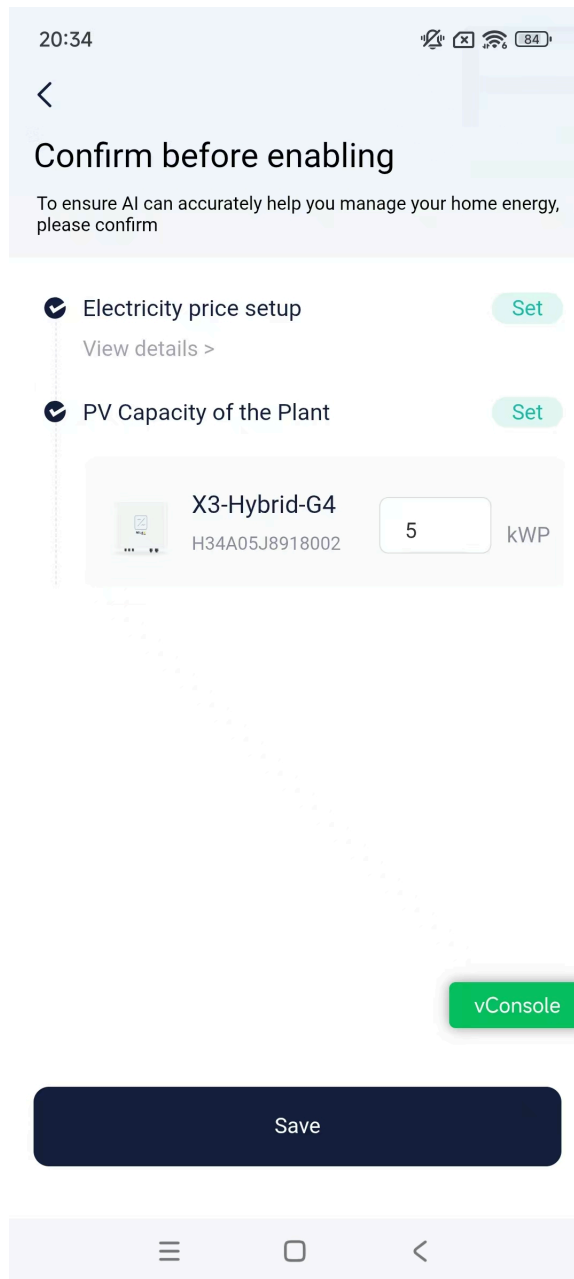 20:34
84
Confirm before enabling
To ensure AI can accurately help you manage your home energy,
please confirm
Electricity price setup
Set
View details >
PV Capacity of the Plant
Set
X3-Hybrid-G4
5
kWP
H34A05J8918002
vConsole
Save